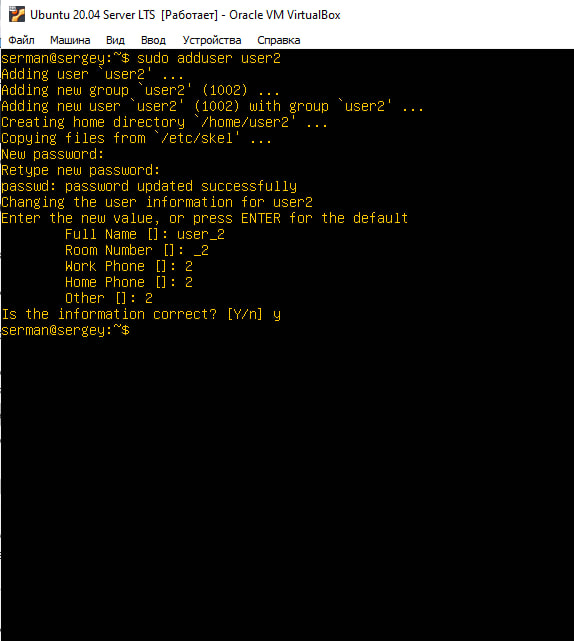 Ubuntu 20.04 Server LTS [Работает] - Oracle VM VirtualBox
Файл Машина Вид Ввод Устройства Справка
serman@sergey:~$ sudo adduser user2
Adding user `user2' ...
Adding new group `user2' (1002) ...
Adding new user `user2' (1002) with group `user2' ...
Creating home directory `/home/user2' ...
Copying files from `/etc/skel' ...
New password:
Retype new password:
passwd: password updated successfully
Changing the user information for user2
Enter the new value, or press ENTER for the default
Full Name []: user_2
Room Number []: _2
Work Phone []: 2
Home Phone []: 2
Other []: 2
Is the information correct? [Y/n] y
serman@sergey:~$